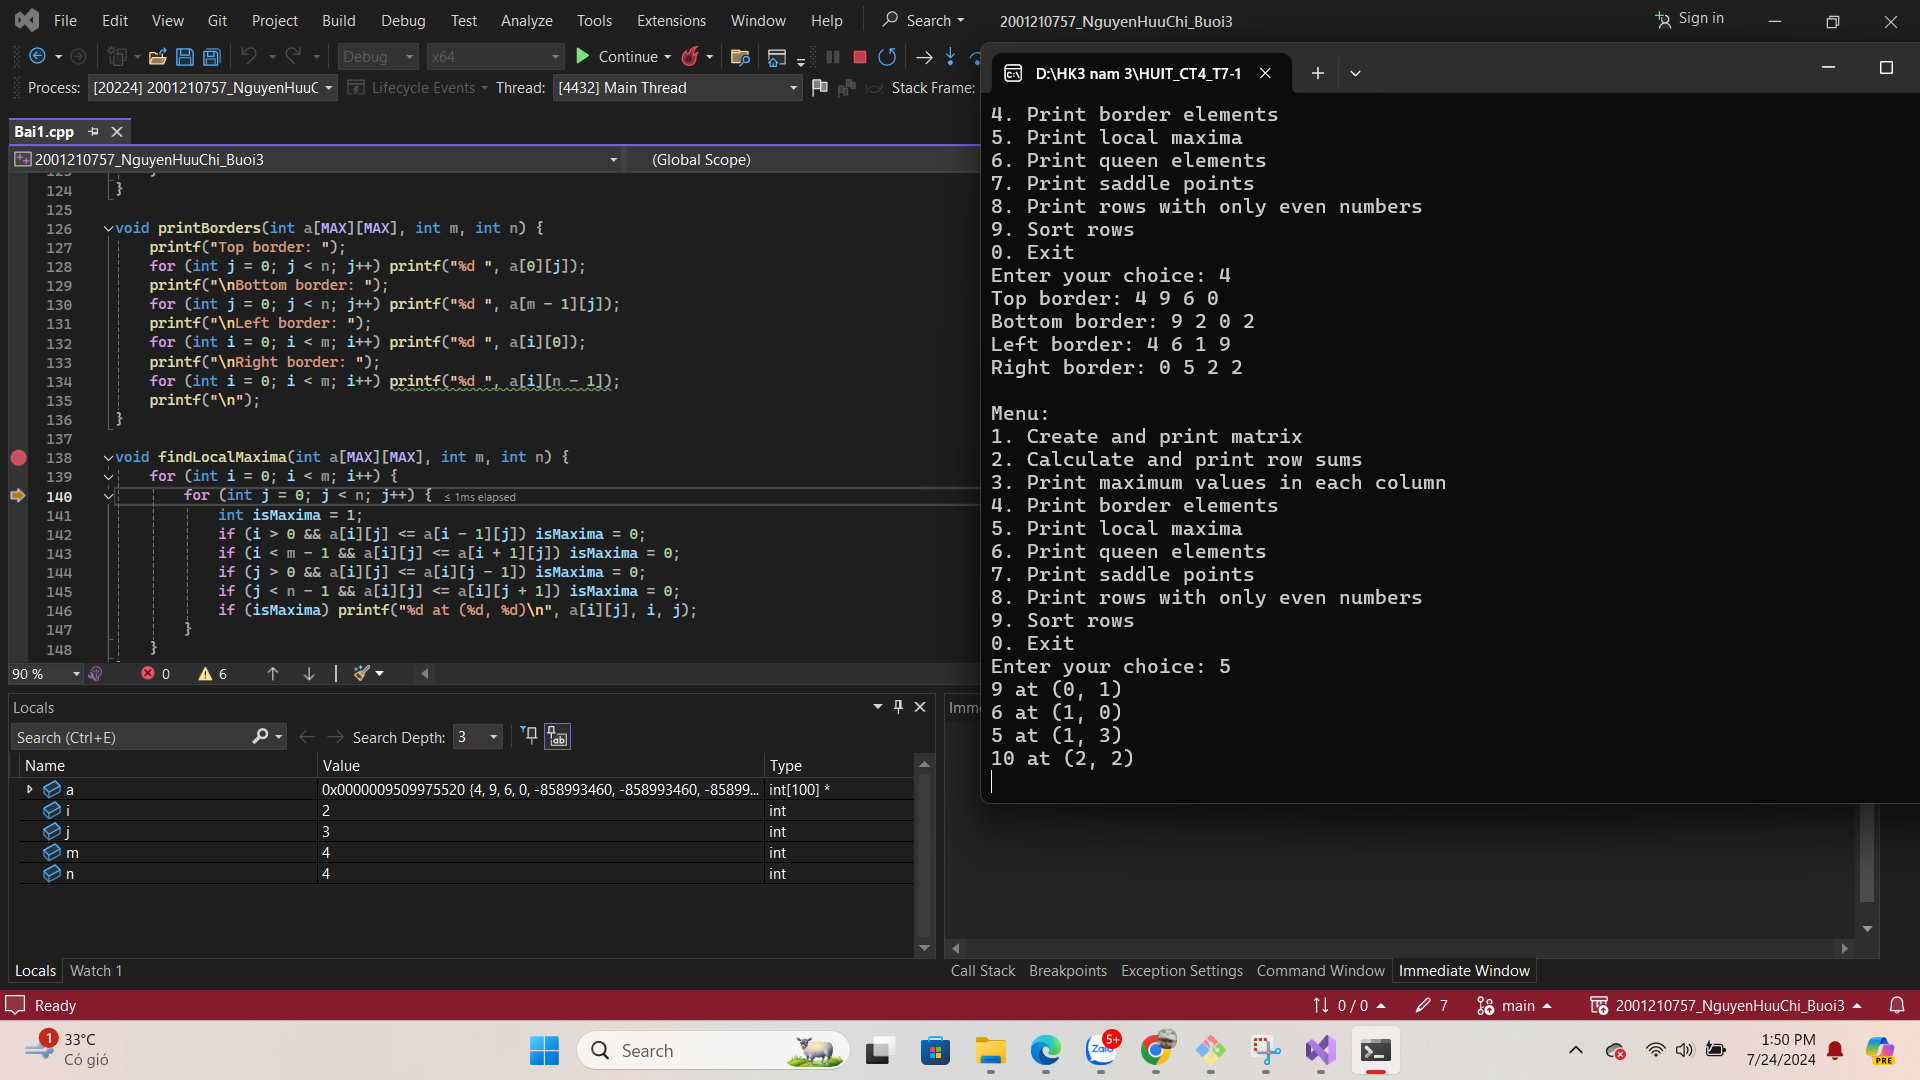 File Edit View Git Project Build Debug Test Analyze Tools Extensions Window Help Search 2001210757_NguyenHuuChi_Buoi3 Sign in
Debug x64 Continue
Process: [20224] 2001210757_NguyenHuuC Lifecycle Events Thread: [4432] Main Thread Stack Frame:
Bai1.cpp
2001210757_NguyenHuuChi_Buoi3 (Global Scope)
124 }
125
126 void printBorders(int a[MAX][MAX], int m, int n) {
127 printf("Top border: ");
128 for (int j = 0; j < n; j++) printf("%d ", a[0][j]);
129 printf("\nBottom border: ");
130 for (int j = 0; j < n; j++) printf("%d ", a[m - 1][j]);
131 printf("\nLeft border: ");
132 for (int i = 0; i < m; i++) printf("%d ", a[i][0]);
133 printf("\nRight border: ");
134 for (int i = 0; i < m; i++) printf("%d ", a[i][n - 1]);
135 printf("\n");
136 }
137
138 void findLocalMaxima(int a[MAX][MAX], int m, int n) {
139 for (int i = 0; i < m; i++) {
140 for (int j = 0; j < n; j++) { ≤ 1ms elapsed
141 int isMaxima = 1;
142 if (i > 0 && a[i][j] <= a[i - 1][j]) isMaxima = 0;
143 if (i < m - 1 && a[i][j] <= a[i + 1][j]) isMaxima = 0;
144 if (j > 0 && a[i][j] <= a[i][j - 1]) isMaxima = 0;
145 if (j < n - 1 && a[i][j] <= a[i][j + 1]) isMaxima = 0;
146 if (isMaxima) printf("%d at (%d, %d)\n", a[i][j], i, j);
147 }
148 }
90 % 0 6
Locals
Search (Ctrl+E) Search Depth: 3
Name Value Type
a 0x0000009509975520 {4, 9, 6, 0, -858993460, -858993460, -85899... int[100] *
i 2 int
j 3 int
m 4 int
n 4 int
Locals Watch 1
D:\HK3 nam 3\HUIT_CT4_T7-1
4. Print border elements
5. Print local maxima
6. Print queen elements
7. Print saddle points
8. Print rows with only even numbers
9. Sort rows
0. Exit
Enter your choice: 4
Top border: 4 9 6 0
Bottom border: 9 2 0 2
Left border: 4 6 1 9
Right border: 0 5 2 2
Menu:
1. Create and print matrix
2. Calculate and print row sums
3. Print maximum values in each column
4. Print border elements
5. Print local maxima
6. Print queen elements
7. Print saddle points
8. Print rows with only even numbers
9. Sort rows
0. Exit
Enter your choice: 5
9 at (0, 1)
6 at (1, 0)
5 at (1, 3)
10 at (2, 2)
Imm
Call Stack Breakpoints Exception Settings Command Window Immediate Window
Ready 0 / 0 7 main 2001210757_NguyenHuuChi_Buoi3
1 33°C
Có gió
Search
Zalo 5+
PRE
1:50 PM
7/24/2024